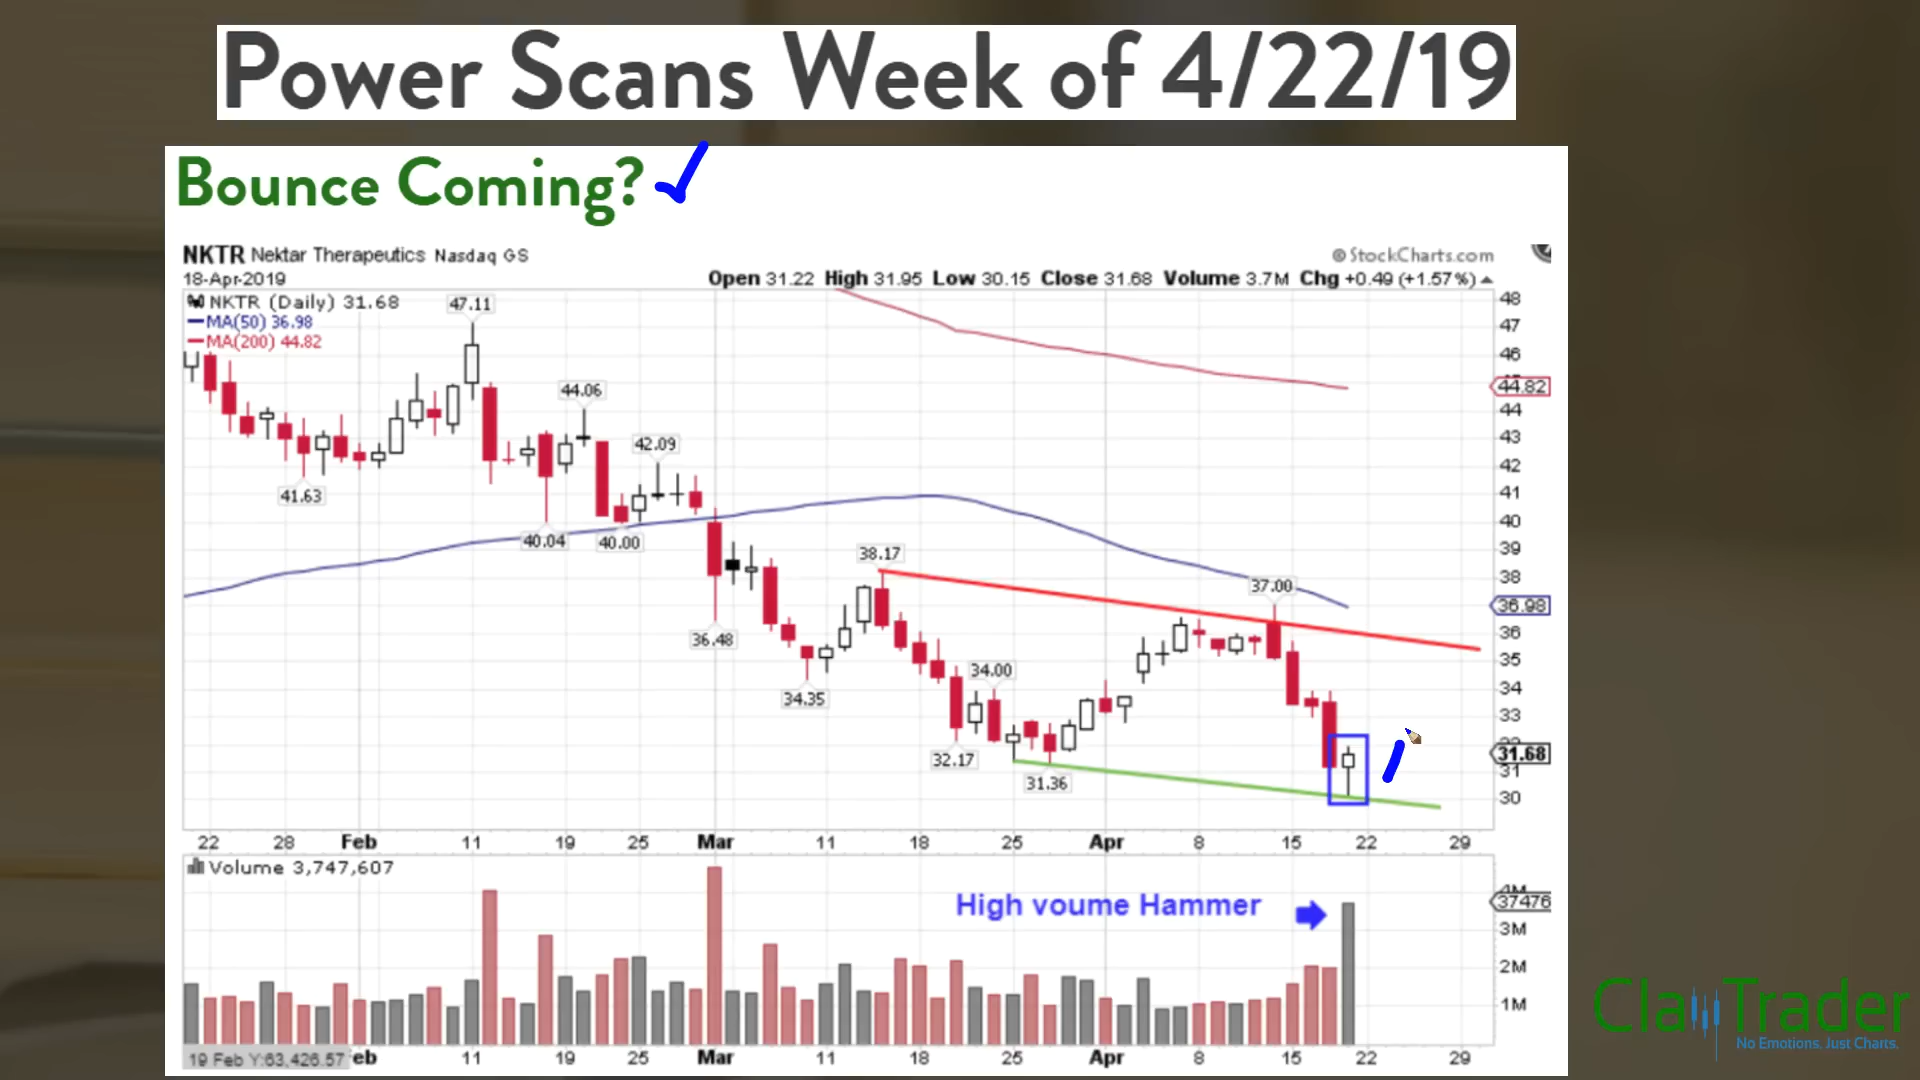 Power Scans Week of 4/22/19
Bounce Coming?
NKTR Nektar Therapeutics Nasdaq GS
© StockCharts.com
18-Apr-2019
Open 31.22 High 31.95 Low 30.15 Close 31.68 Volume 3.7M Chg +0.49 (+1.57%)
NKTR (Daily) 31.68
MA(50) 36.98
MA(200) 44.82
47.11
44.06
42.09
41.63
40.04
40.00
38.17
37.00
36.48
34.35
34.00
32.17
31.36
48
47
46
44.82
44
43
42
41
40
39
38
36.98
36
35
34
33
31.68
31
30
22 28 Feb 11 19 25 Mar 11 18 25 Apr 8 15 22 29
Volume 3,747,607
High voume Hammer
37476
3M
2M
1M
19 Feb Y:63,426.57 eb 11 19 25 Mar 11 18 25 Apr 8 15 22 29
ClayTrader
No Emotions. Just Charts.